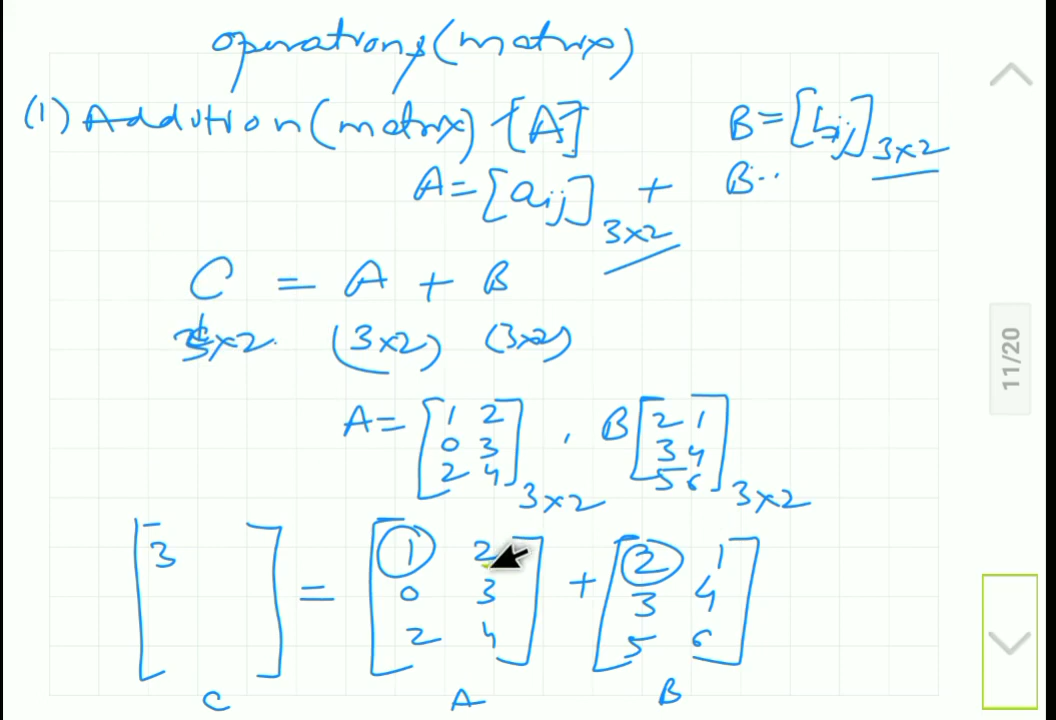 operations (matrix)
(1) Addition (matrix) [A]
B = [bij] 3x2
A = [aij] 3x2 + B..
C = A + B
3x2 (3x2) (3x2)
A = [1 2 , B [2 1
0 3 3 4
2 4] 3x2 5 6] 3x2
[3 ] = [1 2 ] + [2 1]
0 3 3 4
2 4 5 6
C A B
11/20